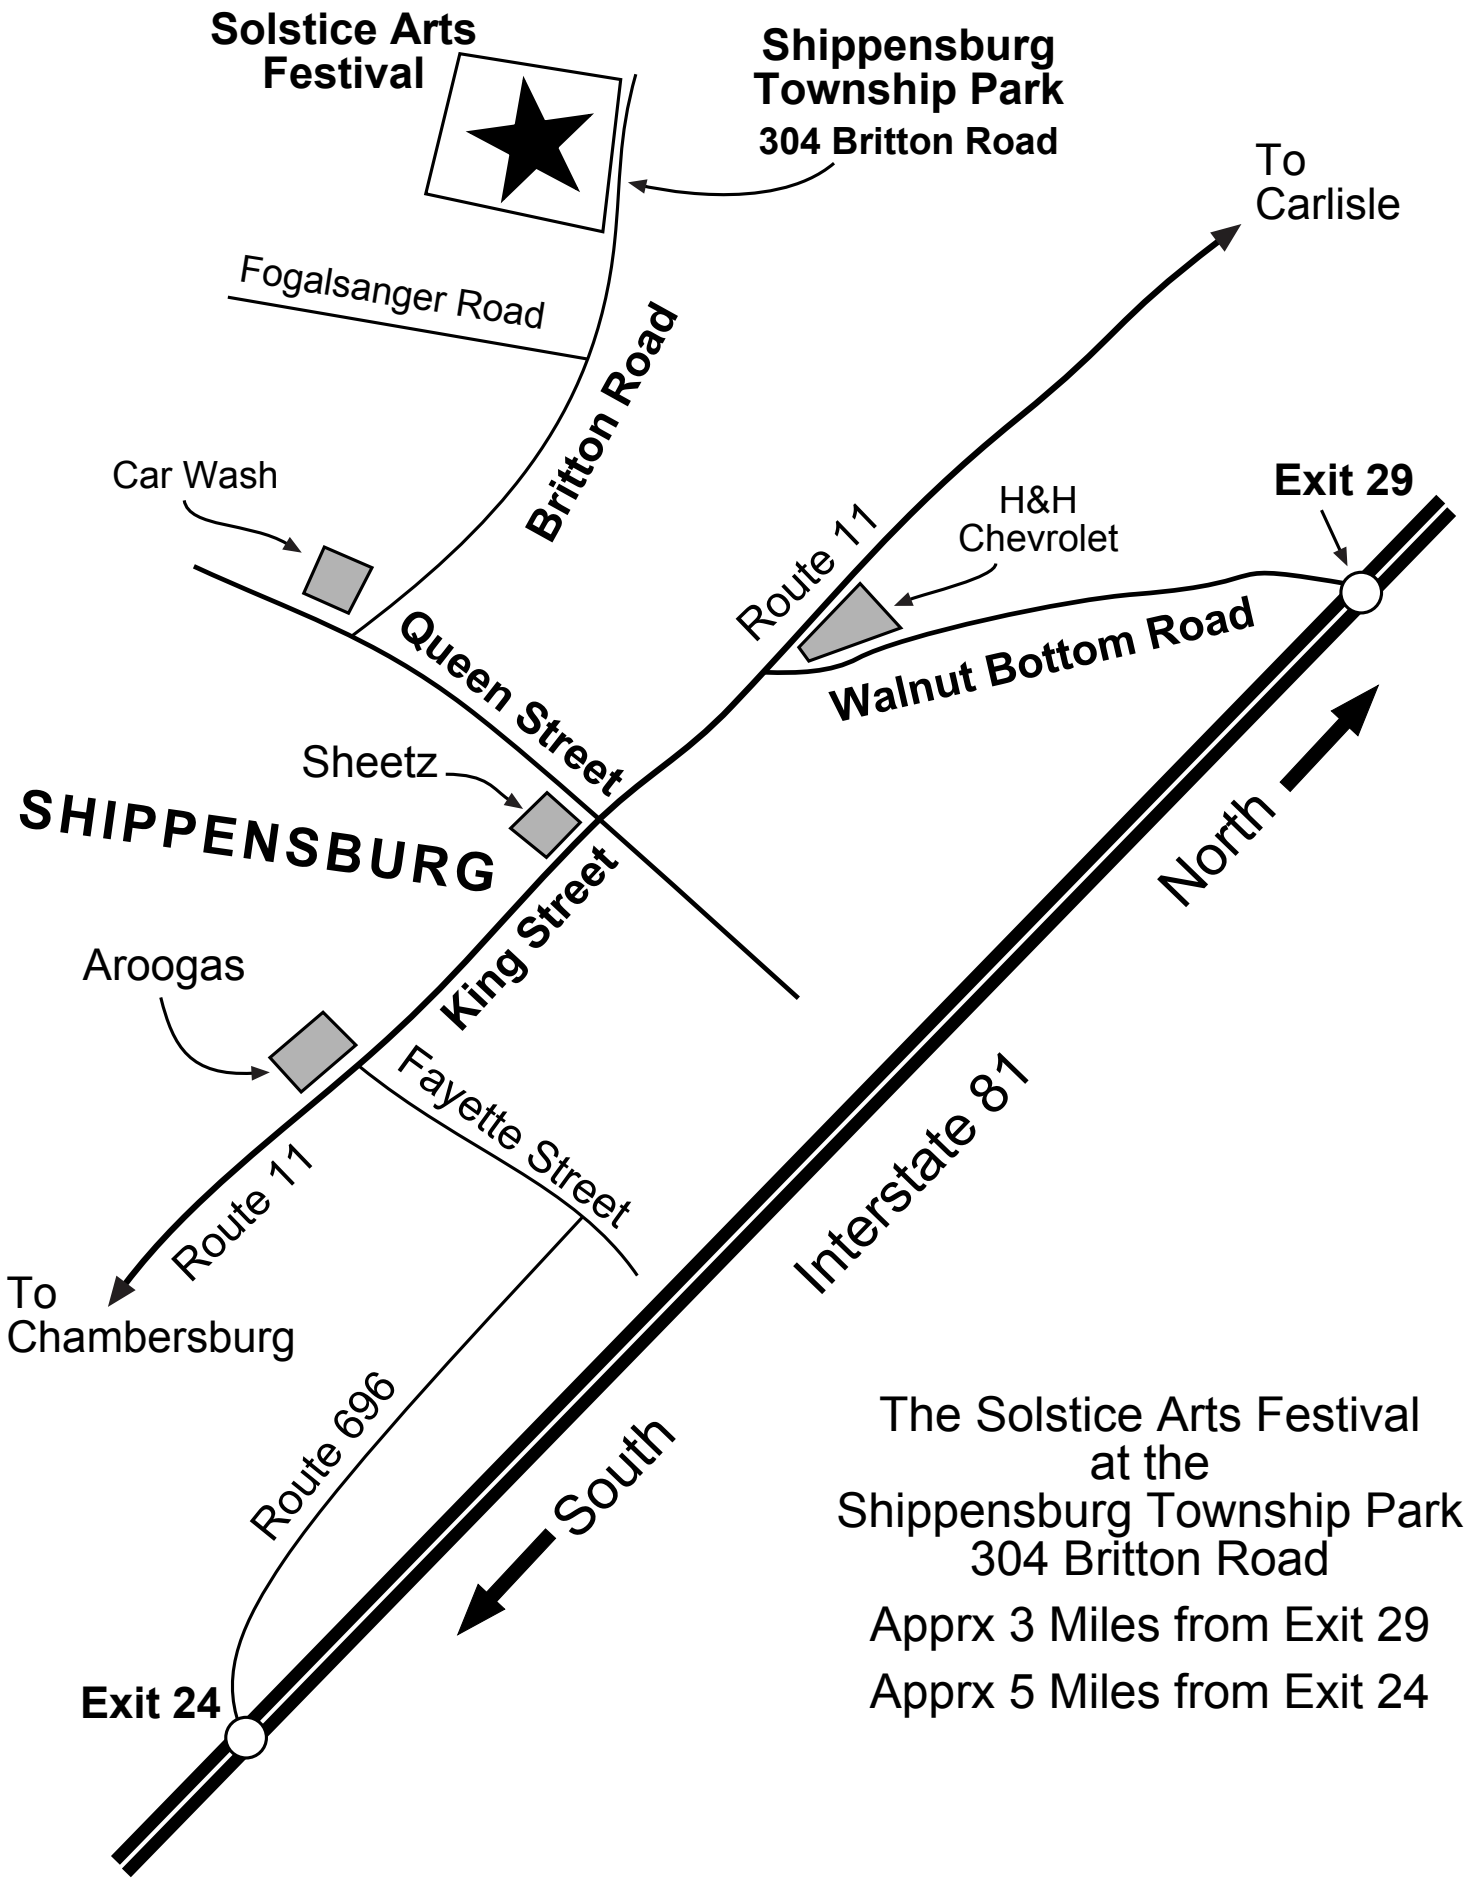 Solstice Arts
Festival
Shippensburg
Township Park
304 Britton Road
To
Carlisle
Fogalsanger Road
Britton Road
Car Wash
Exit 29
H&H
Chevrolet
Route 11
Walnut Bottom Road
Queen Street
Sheetz
SHIPPENSBURG
North
King Street
Aroogas
Fayette Street
Interstate 81
Route 11
To
Chambersburg
Route 696
South
The Solstice Arts Festival
at the
Shippensburg Township Park
304 Britton Road
Apprx 3 Miles from Exit 29
Apprx 5 Miles from Exit 24
Exit 24